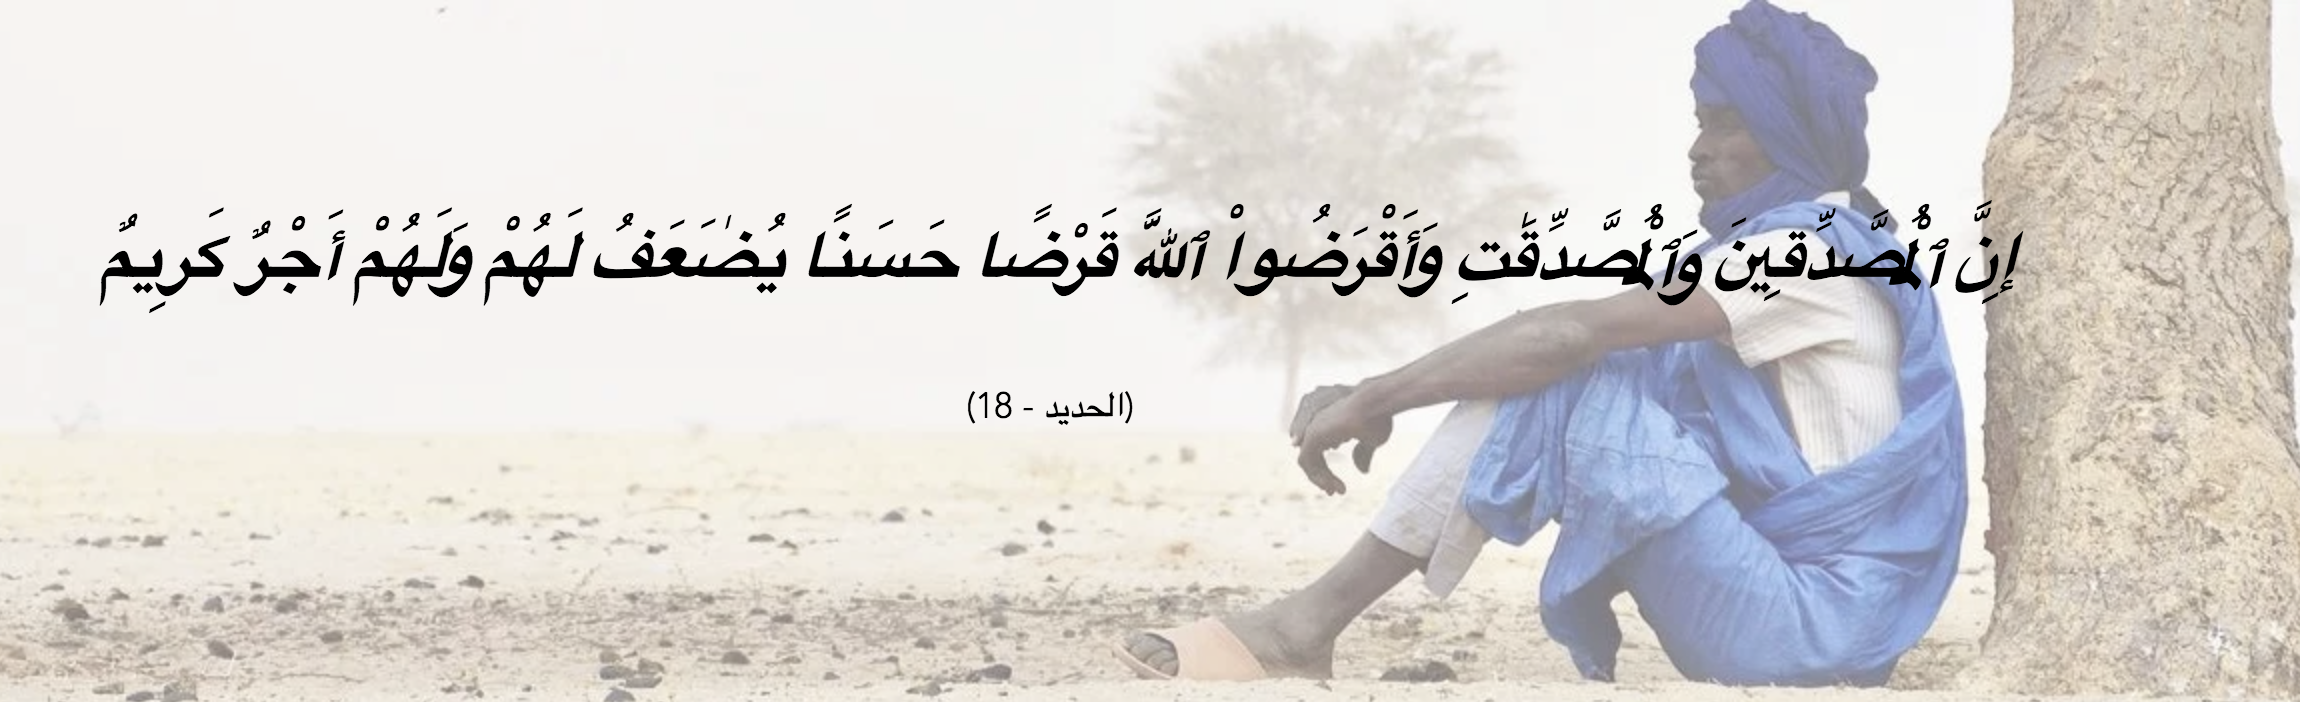 إِنَّ ٱلْمُصَّدِّقِينَ وَٱلْمُصَّدِّقَٰتِ وَأَقْرَضُوا۟ ٱللَّهَ قَرْضًا حَسَنًا يُضَٰعَفُ لَهُمْ وَلَهُمْ أَجْرٌ كَرِيمٌ
(الحديد - 18)